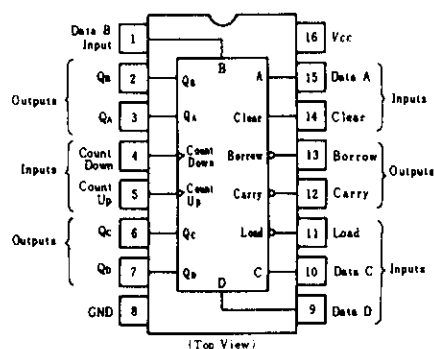 Data B
Input
1
16
Vcc
Outputs
QB
2
QB
B
A
15
Data A
Inputs
QA
3
QA
Clear
14
Clear
Inputs
Count
Down
4
Count
Down
Borrow
13
Borrow
Outputs
Count
Up
5
Count
Up
Carry
12
Carry
Outputs
QC
6
QC
Load
11
Load
Inputs
QD
7
QD
C
10
Data C
GND
8
D
9
Data D
(Top View)